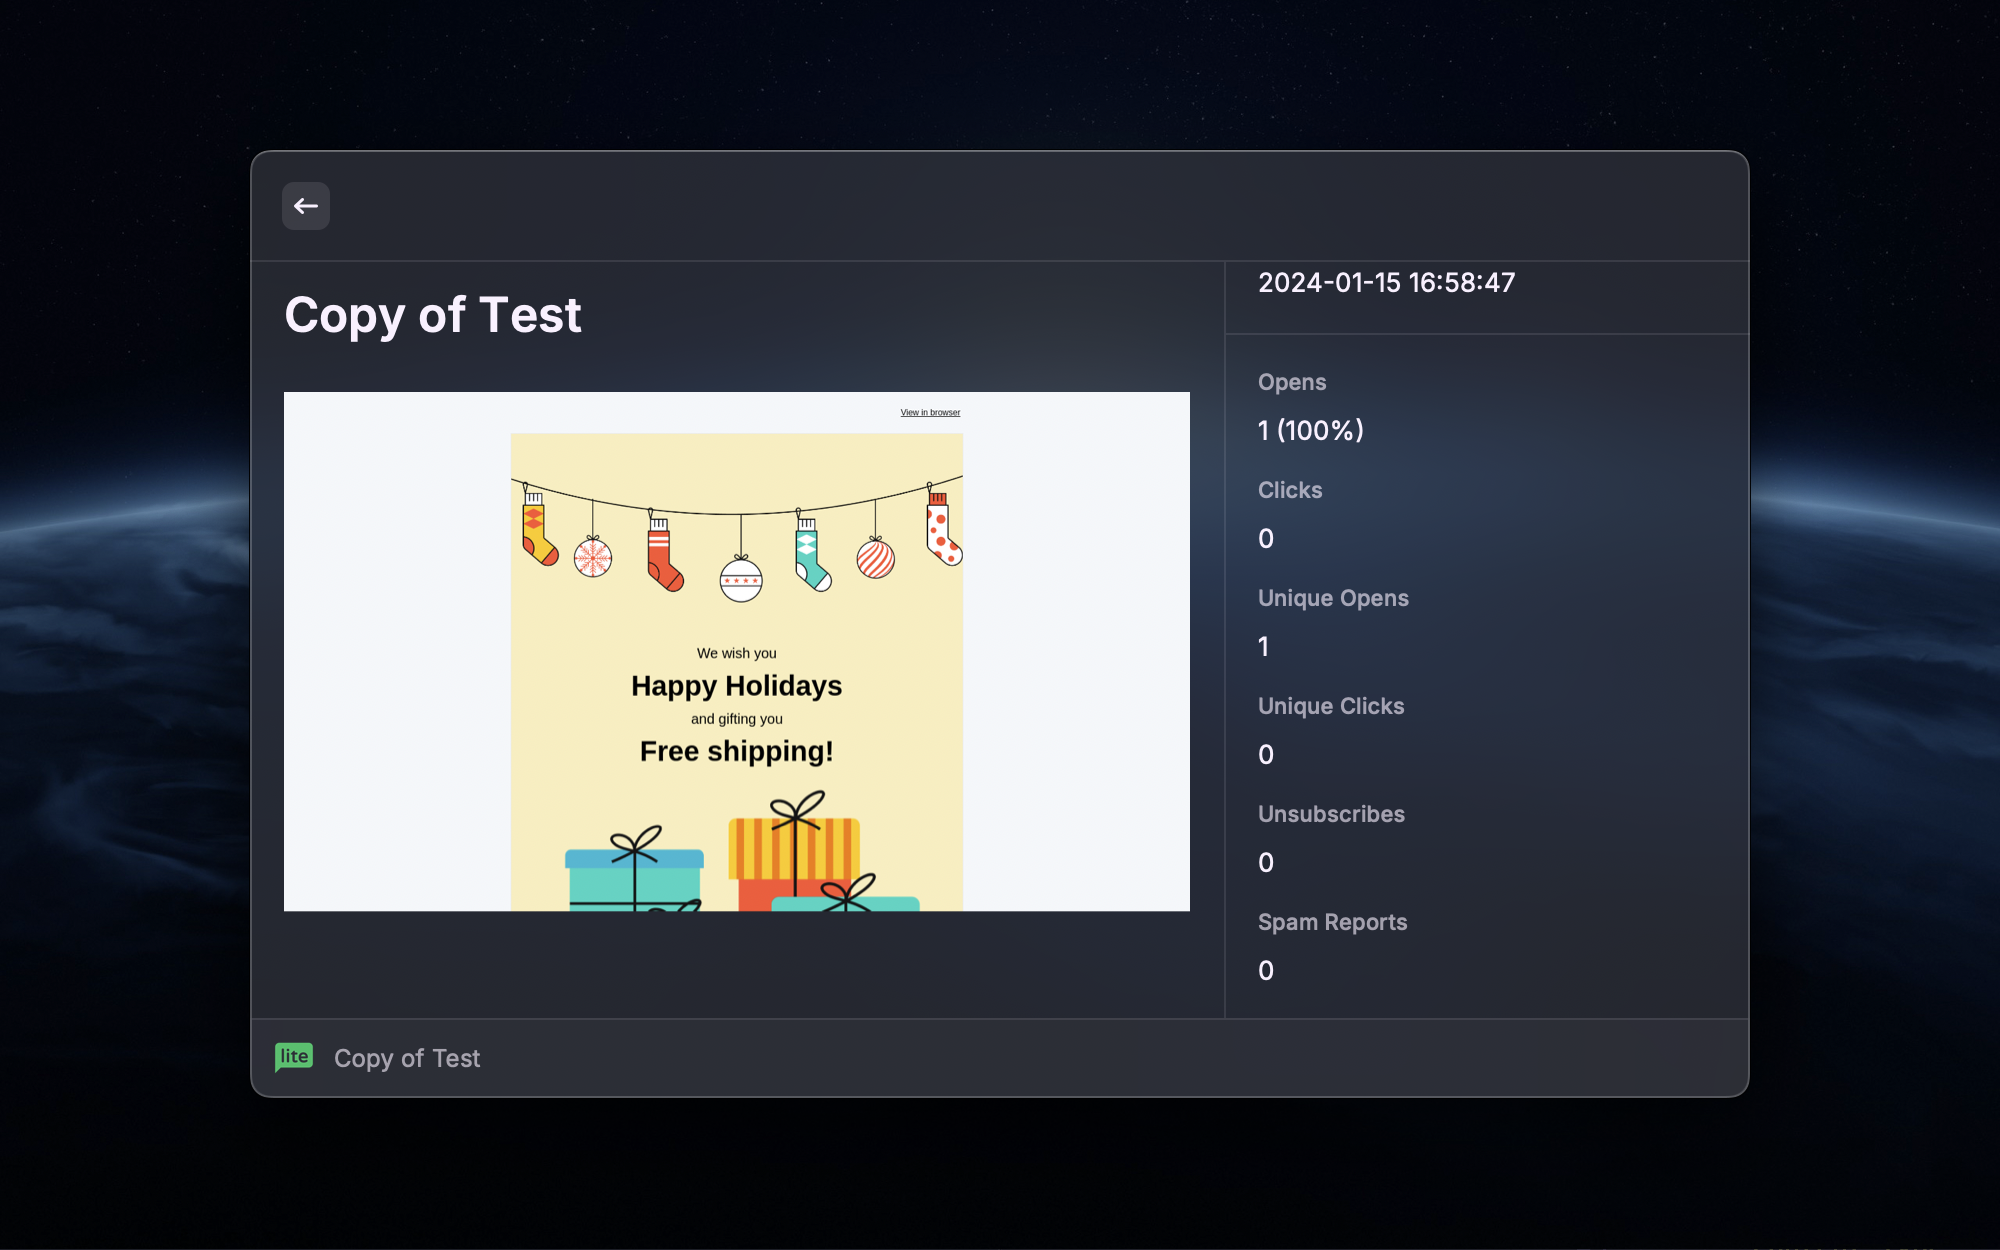 Copy of Test
View in browser
We wish you
Happy Holidays
and gifting you
Free shipping!
2024-01-15 16:58:47
Opens
1 (100%)
Clicks
0
Unique Opens
1
Unique Clicks
0
Unsubscribes
0
Spam Reports
0
lite
Copy of Test